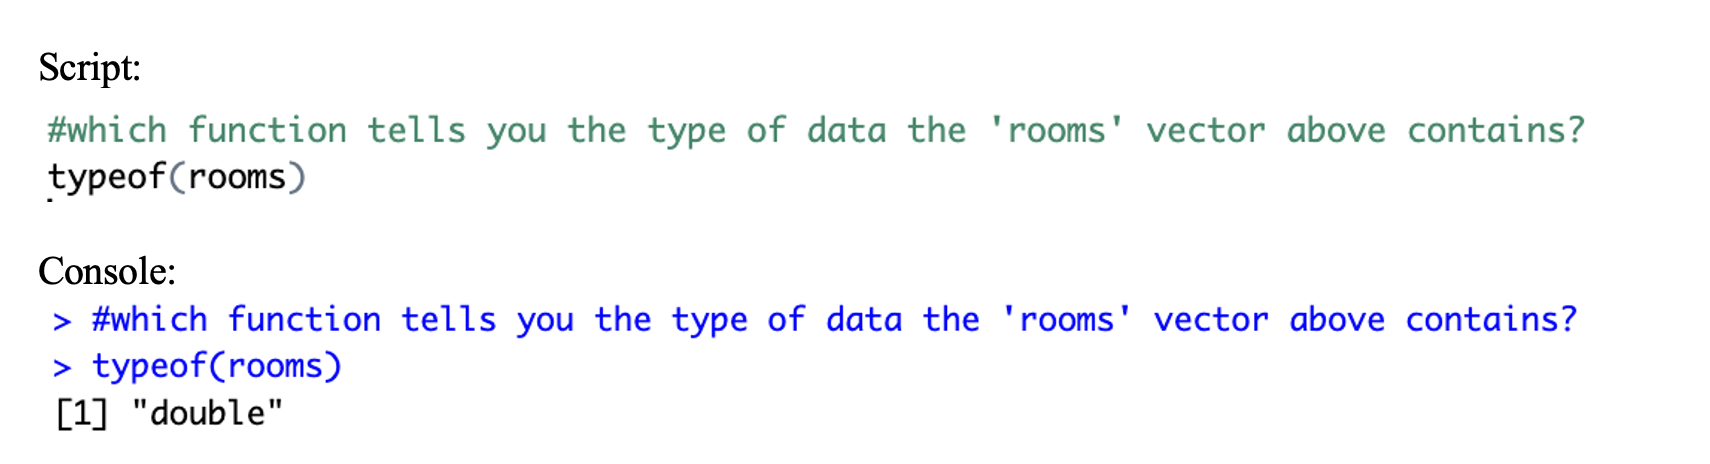 Script:
#which function tells you the type of data the 'rooms' vector above contains?
typeof(rooms)
Console:
> #which function tells you the type of data the 'rooms' vector above contains?
> typeof(rooms)
[1] "double"